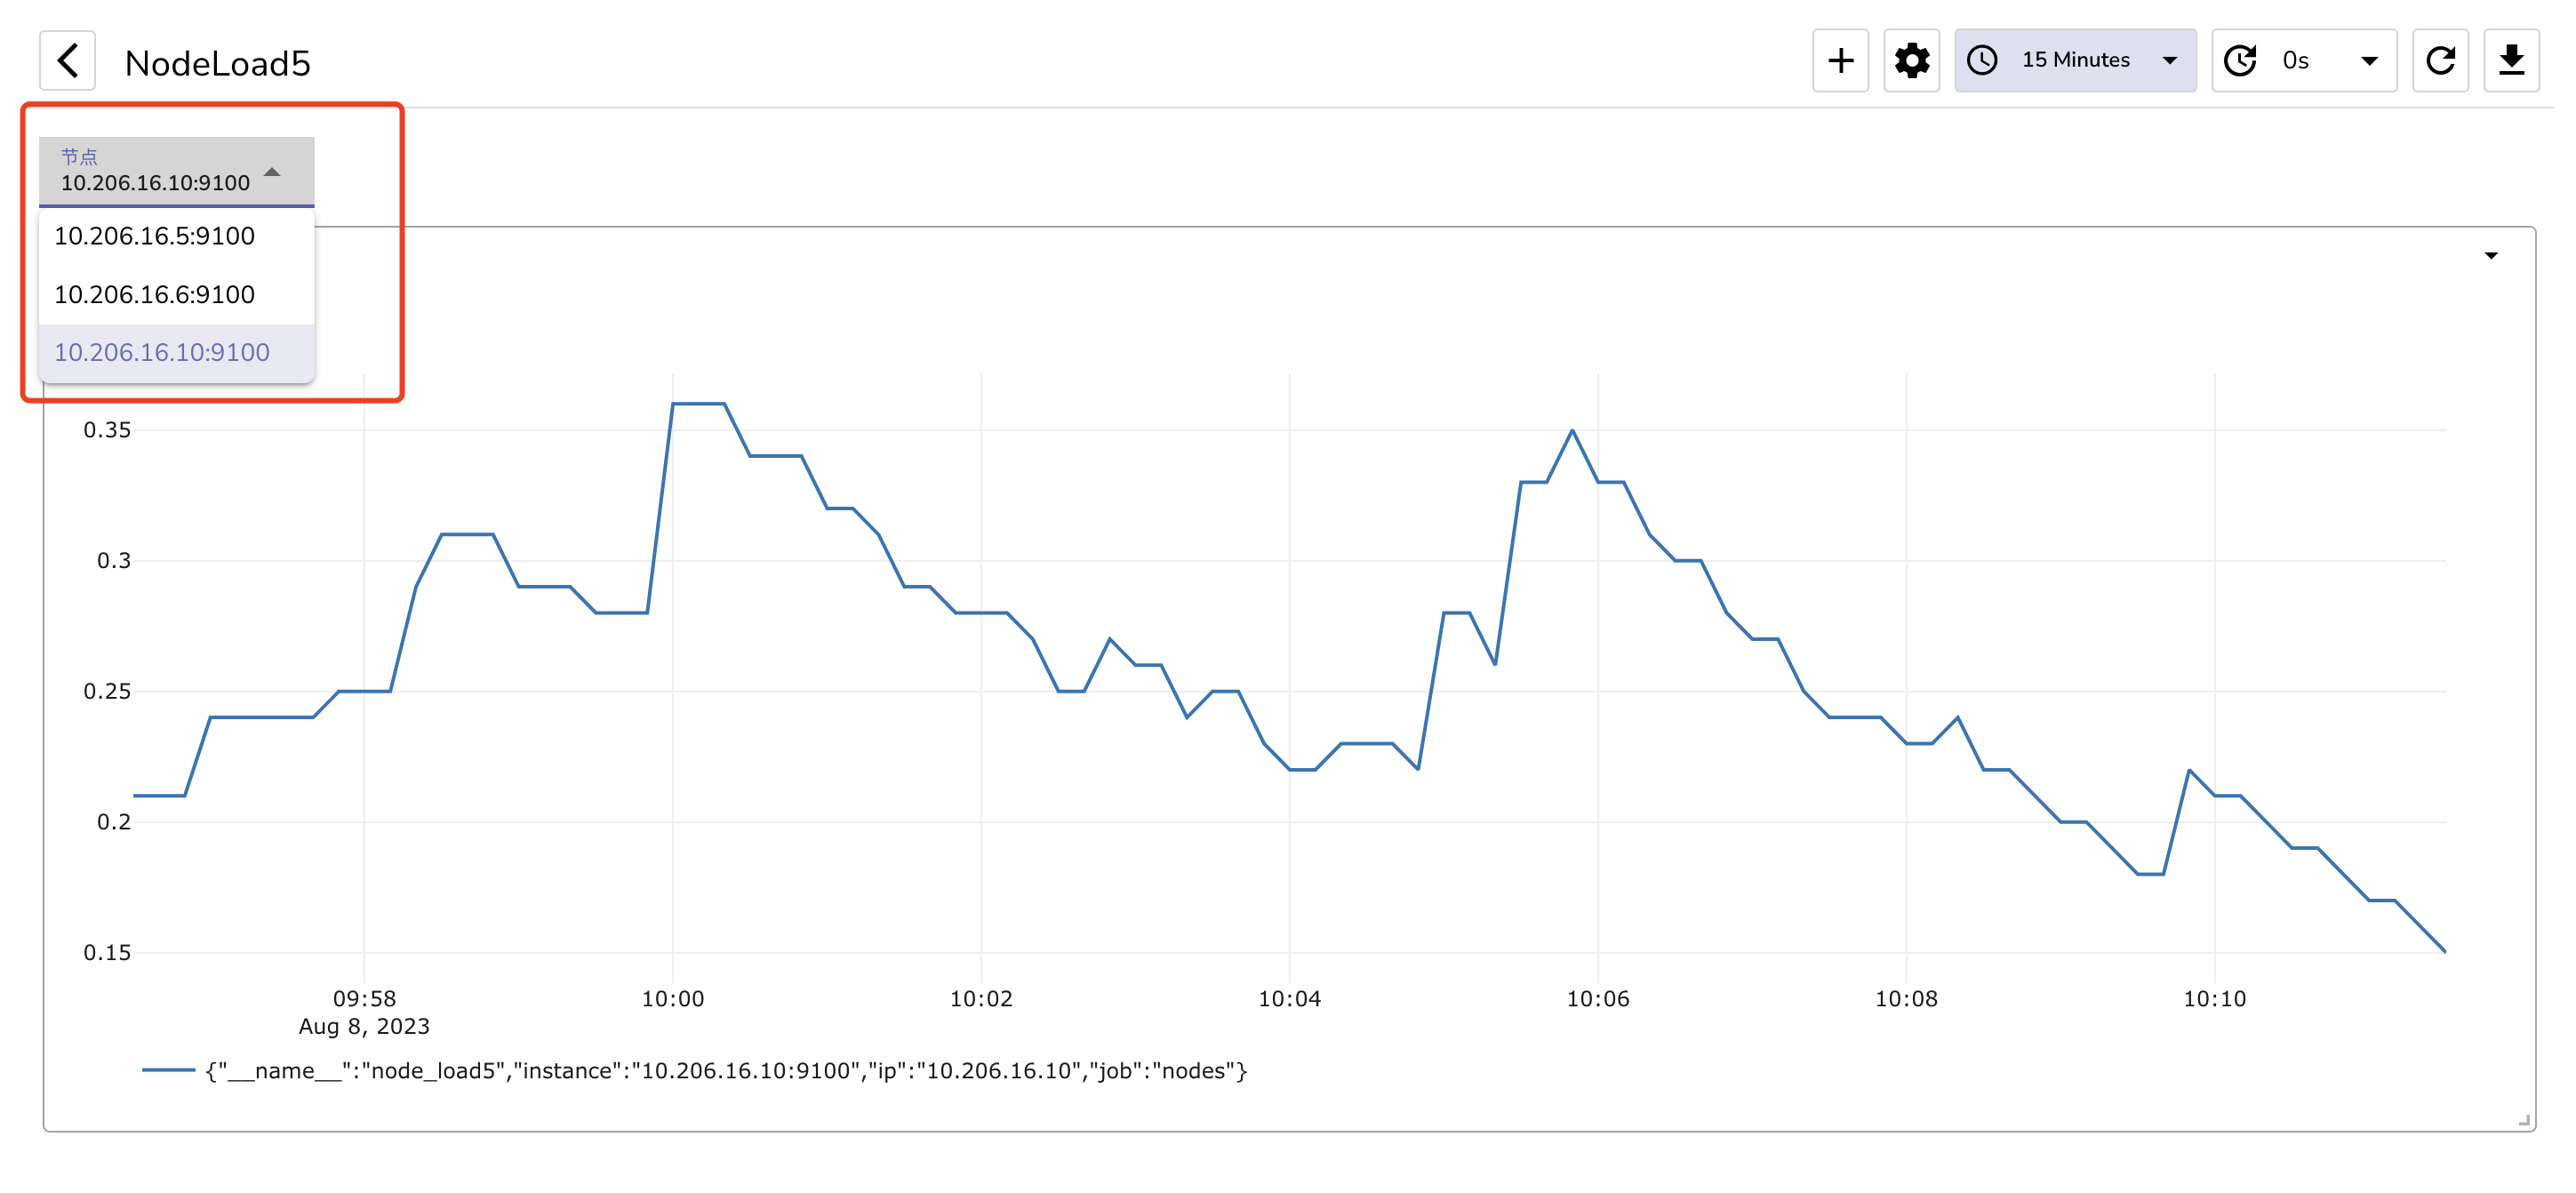 NodeLoad5
15 Minutes
0s
节点
10.206.16.10:9100
10.206.16.5:9100
10.206.16.6:9100
10.206.16.10:9100
0.35
0.3
0.25
0.2
0.15
09:58
10:00
10:02
10:04
10:06
10:08
10:10
Aug 8, 2023
{"__name__":"node_load5","instance":"10.206.16.10:9100","ip":"10.206.16.10","job":"nodes"}